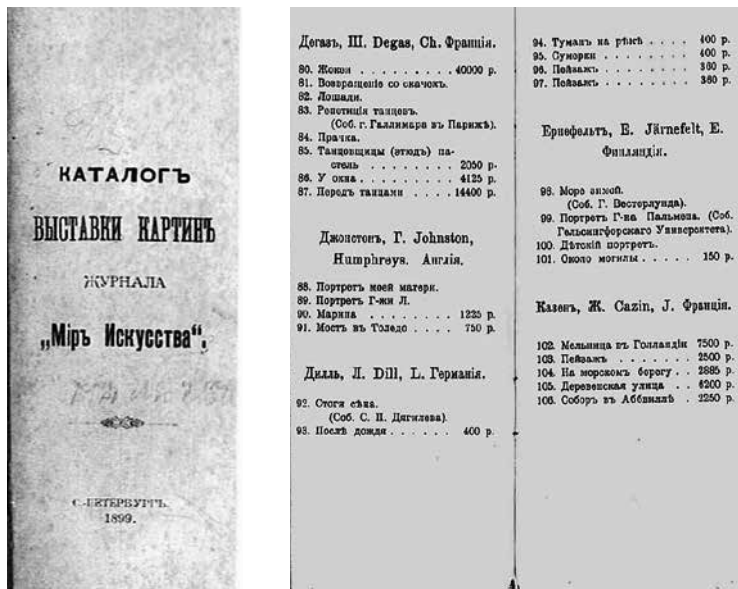 КАТАЛОГЪ
ВЫСТАВКИ КАРТИНЪ
ЖУРНАЛА
„Міръ Искусства“.
С.-ПЕТЕРБУРГЪ.
1899.
Дегазъ, Ш. Degas, Ch. Франція.
80. Жокеи . . . . . . . . . 40000 р.
81. Возвращеніе со скачекъ.
82. Лошади.
83. Репетиція танцевъ.
(Соб. г. Галлимара въ Парижѣ).
84. Прачка.
85. Танцовщицы (этюдъ) па-
стель . . . . . . . . 2050 р.
86. У окна . . . . . . . . 4125 р.
87. Передъ танцами . . . . 14400 р.
Джонстонъ, Г. Johnston,
Humphreys. Англія.
88. Портретъ моей матери.
89. Портретъ Г-жи Л.
90. Марина . . . . . . . . 1225 р.
91. Мостъ въ Толедо . . . . 750 р.
Дилль, Л. Dill, L. Германія.
92. Стога сѣна.
(Соб. С. П. Дягилева).
93. Послѣ дождя . . . . . . 400 р.
94. Туманъ на рѣкѣ . . . . 400 р.
95. Сумерки . . . . . . . . 400 р.
96. Пейзажъ . . . . . . . . 380 р.
97. Пейзажъ . . . . . . . . 380 р.
Ернефельтъ, Е. Järnefelt, E.
Финляндія.
98. Море зимой.
(Соб. Г. Вестерлунда).
99. Портретъ Г-на Пальмена. (Соб.
Гельсингфорскаго Университета).
100. Дѣтскій портретъ.
101. Около могилы . . . . . 150 р.
Казенъ, Ж. Cazin, J. Франція.
102. Мельница въ Голландіи 7500 р.
103. Пейзажъ . . . . . . . 2500 р.
104. На морскомъ берегу . . 2885 р.
105. Деревенская улица . . 4200 р.
106. Соборъ въ Аббвиллѣ . 2250 р.